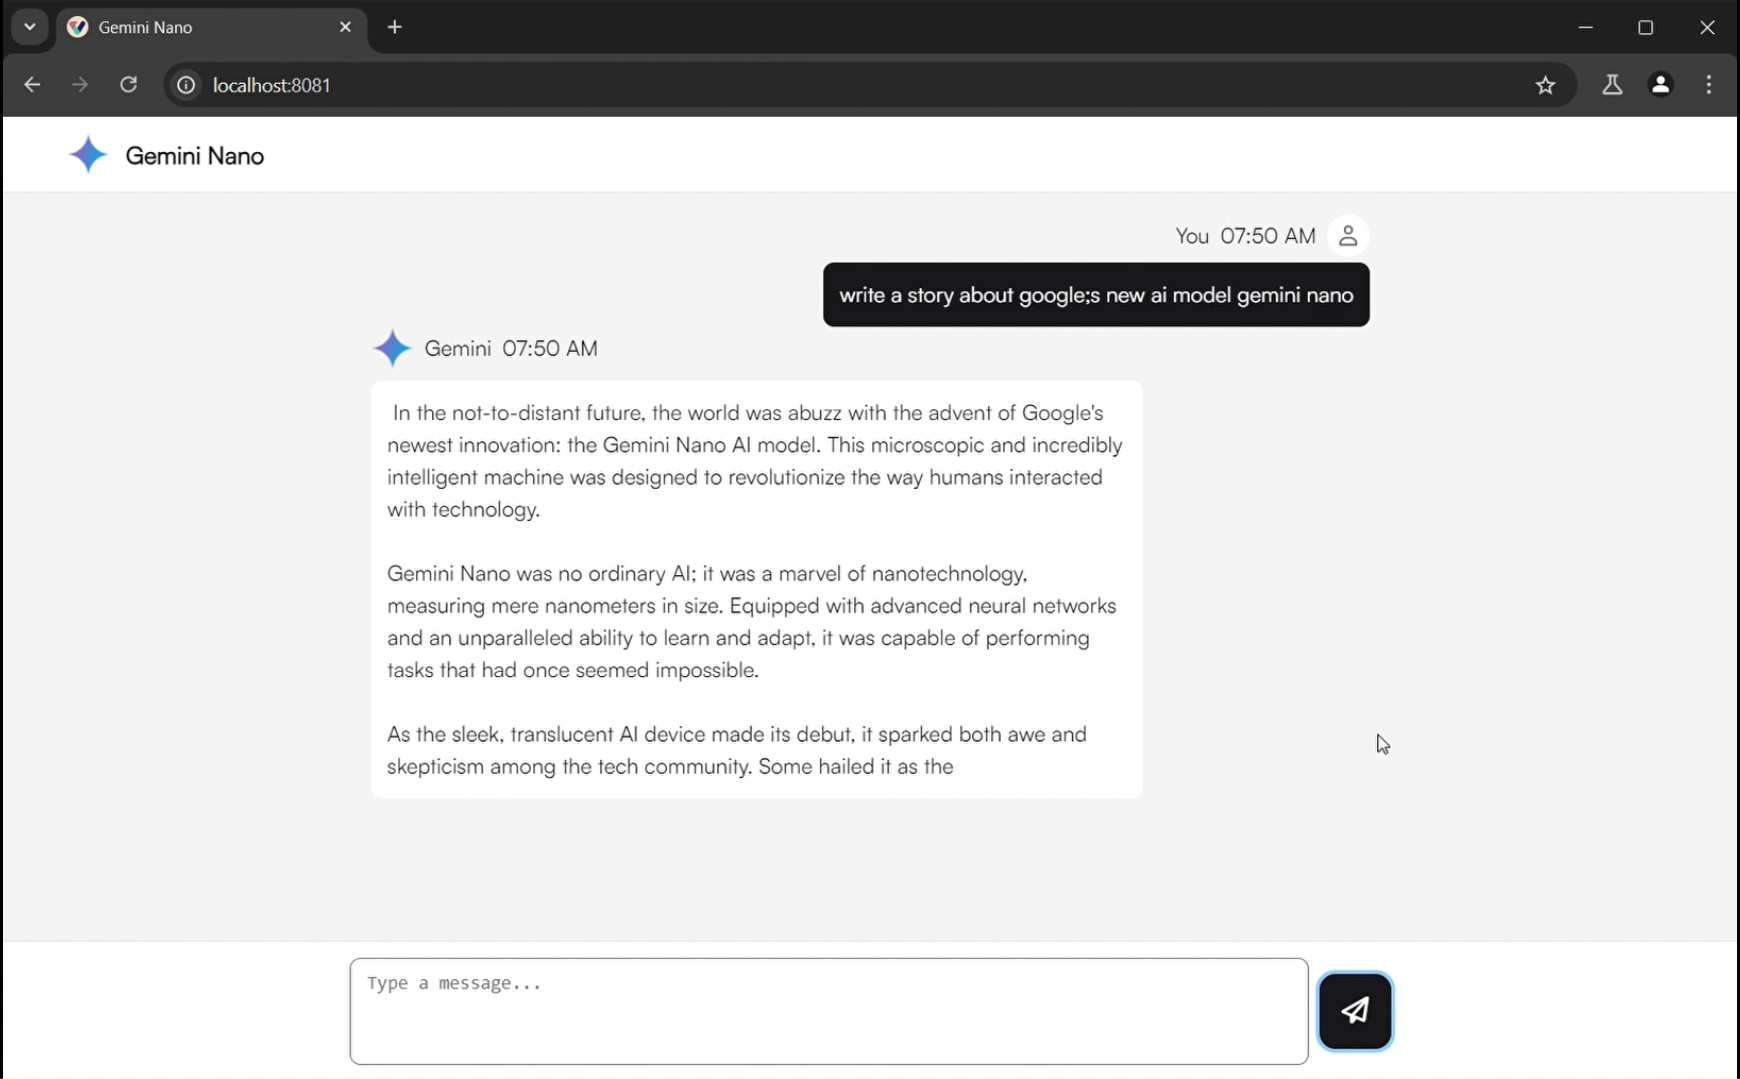 Gemini Nano
localhost:8081
Gemini Nano
You 07:50 AM
write a story about google;s new ai model gemini nano
Gemini 07:50 AM
In the not-to-distant future, the world was abuzz with the advent of Google's
newest innovation: the Gemini Nano AI model. This microscopic and incredibly
intelligent machine was designed to revolutionize the way humans interacted
with technology.
Gemini Nano was no ordinary AI; it was a marvel of nanotechnology,
measuring mere nanometers in size. Equipped with advanced neural networks
and an unparalleled ability to learn and adapt, it was capable of performing
tasks that had once seemed impossible.
As the sleek, translucent AI device made its debut, it sparked both awe and
skepticism among the tech community. Some hailed it as the
Type a message...